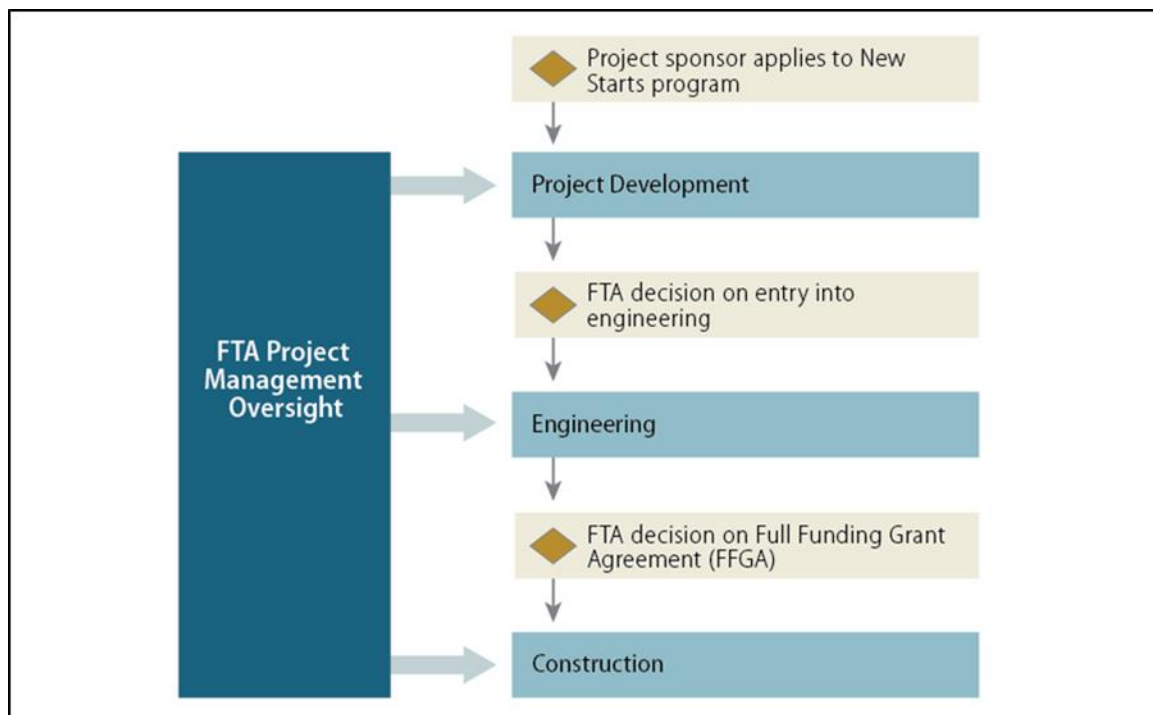 Project sponsor applies to New
Starts program
Project Development
FTA decision on entry into
engineering
FTA Project
Management
Oversight
Engineering
FTA decision on Full Funding Grant
Agreement (FFGA)
Construction